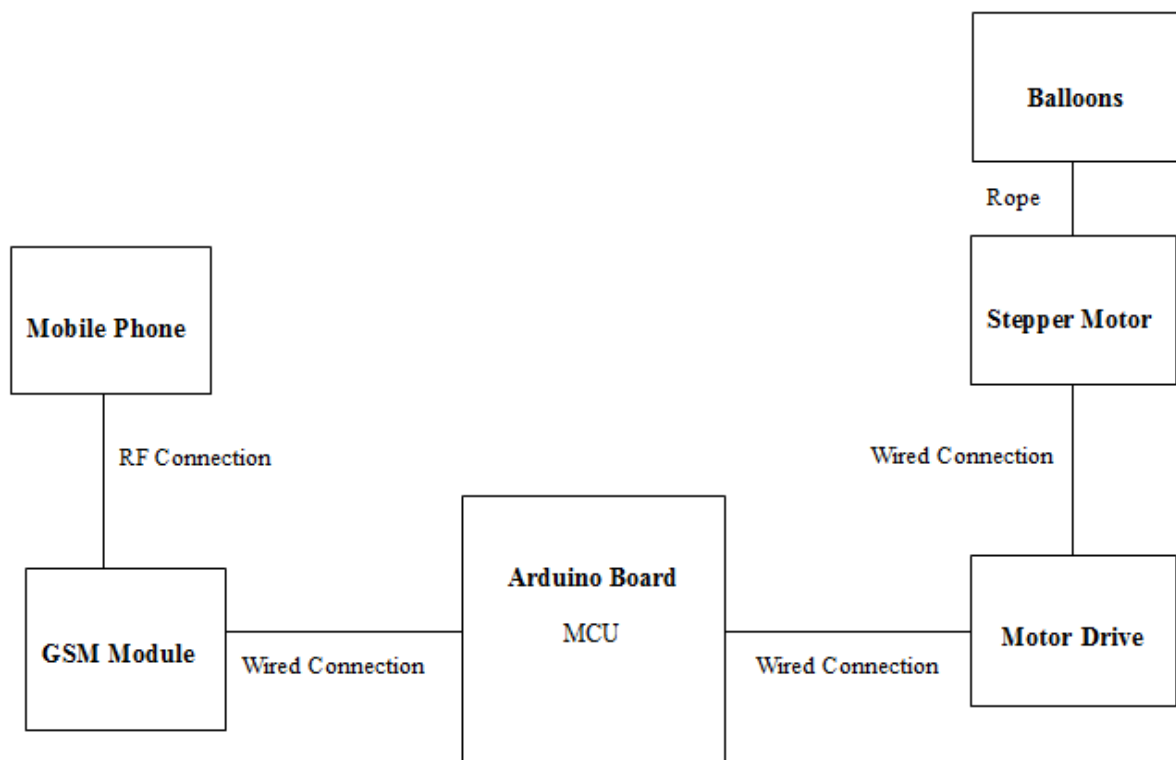 Balloons
Rope
Stepper Motor
Mobile Phone
RF Connection
Wired Connection
Arduino Board
MCU
GSM Module
Wired Connection
Wired Connection
Motor Drive